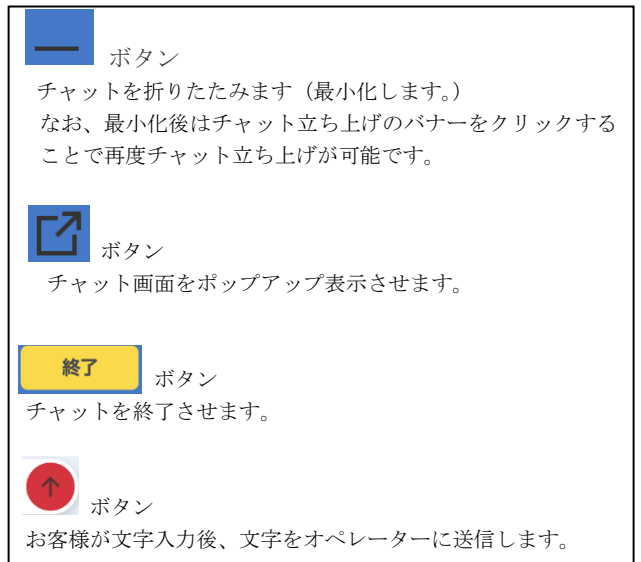 ボタン
チャットを折りたたみます（最小化します。）
なお、最小化後はチャット立ち上げのバナーをクリックする
ことで再度チャット立ち上げが可能です。
ボタン
チャット画面をポップアップ表示させます。
終了 ボタン
チャットを終了させます。
ボタン
お客様が文字入力後、文字をオペレーターに送信します。